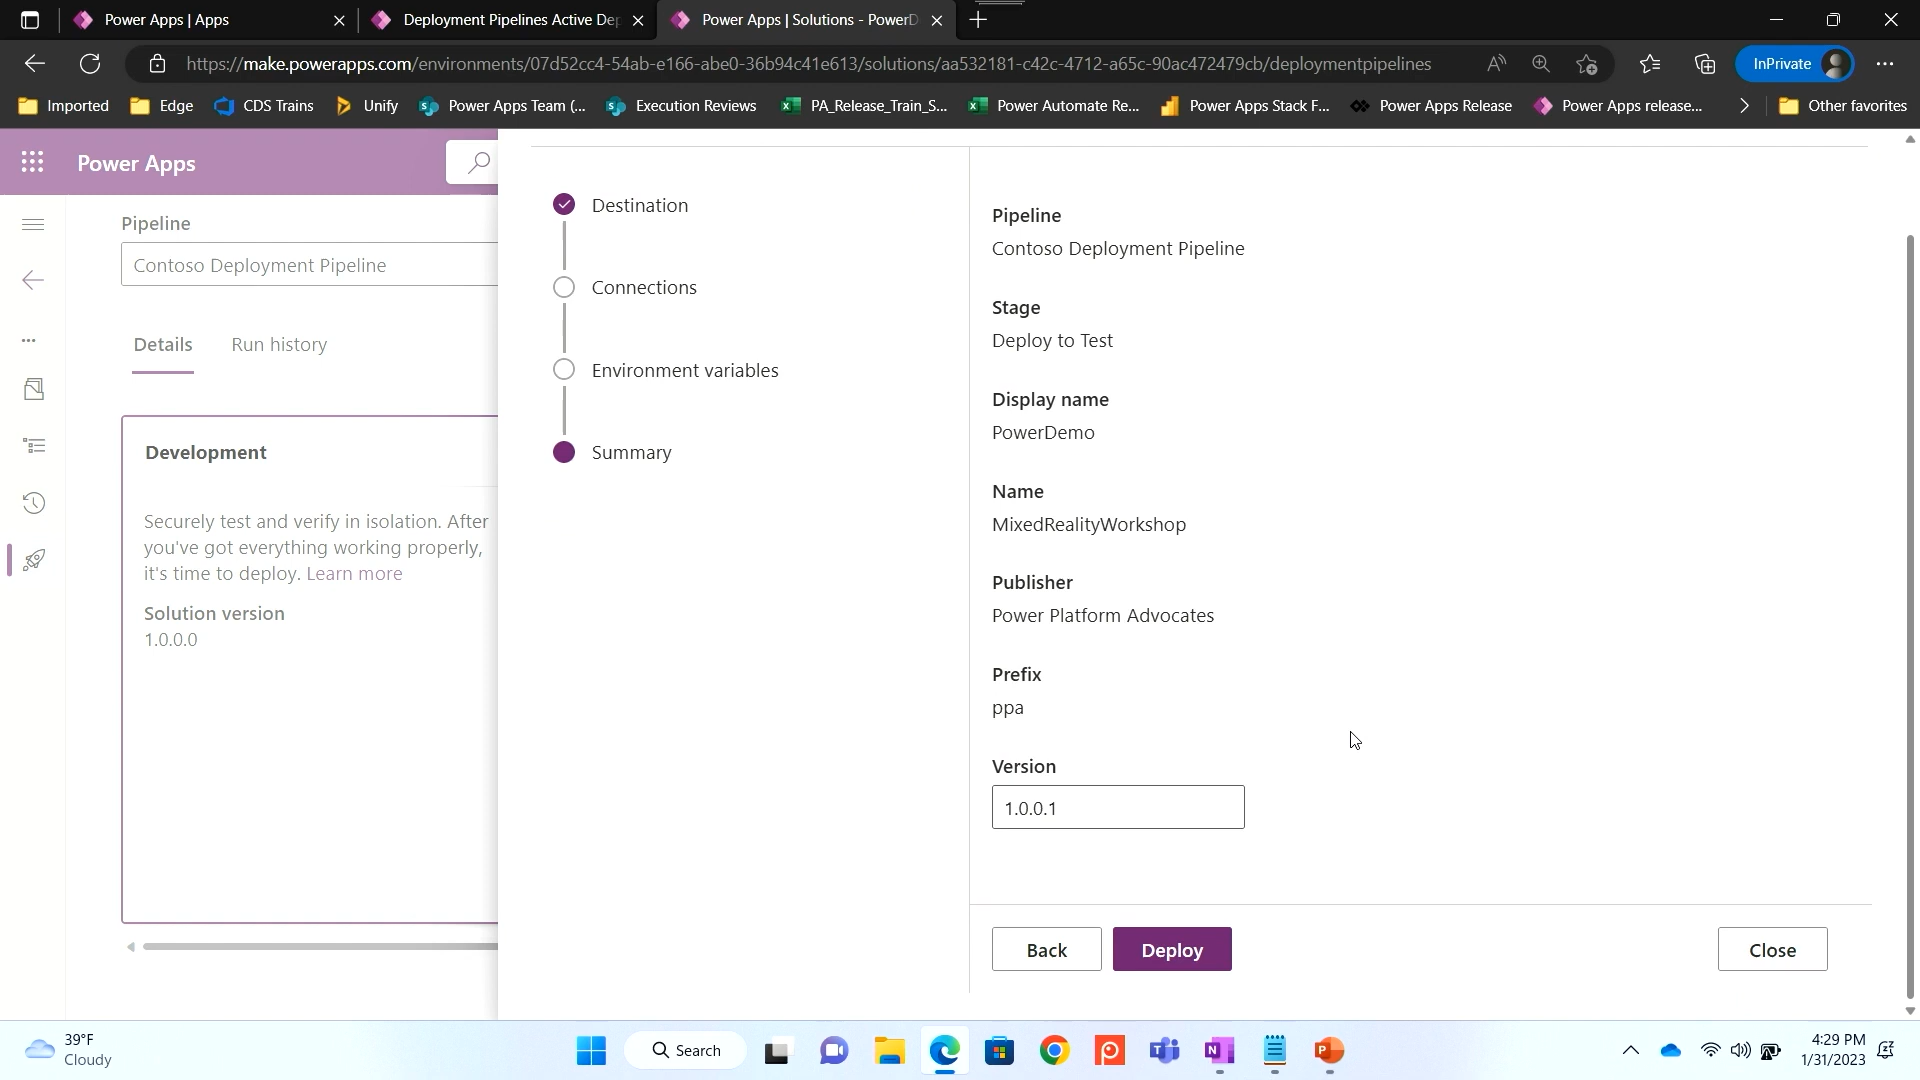 Power Apps | Apps
Deployment Pipelines Active De
Power Apps | Solutions - PowerD
https://make.powerapps.com/environments/07d52cc4-54ab-e166-abe0-36b94c41e613/solutions/aa532181-c42c-4712-a65c-90ac472479cb/deploymentpipelines
InPrivate
Imported
Edge
CDS Trains
Unify
Power Apps Team (...
Execution Reviews
PA_Release_Train_S...
Power Automate Re...
Power Apps Stack F...
Power Apps Release
Power Apps release...
Other favorites
Power Apps
Pipeline
Contoso Deployment Pipeline
Details
Run history
Development
Securely test and verify in isolation. After
you've got everything working properly,
it's time to deploy. Learn more
Solution version
1.0.0.0
Destination
Connections
Environment variables
Summary
Pipeline
Contoso Deployment Pipeline
Stage
Deploy to Test
Display name
PowerDemo
Name
MixedRealityWorkshop
Publisher
Power Platform Advocates
Prefix
ppa
Version
1.0.0.1
Back
Deploy
Close
39°F
Cloudy
Search
4:29 PM
1/31/2023